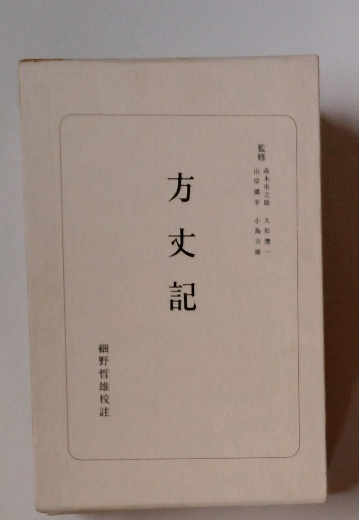 監修
高木市之助 久松潜一
山岸徳平 小島吉雄
方丈記
細野哲雄校註